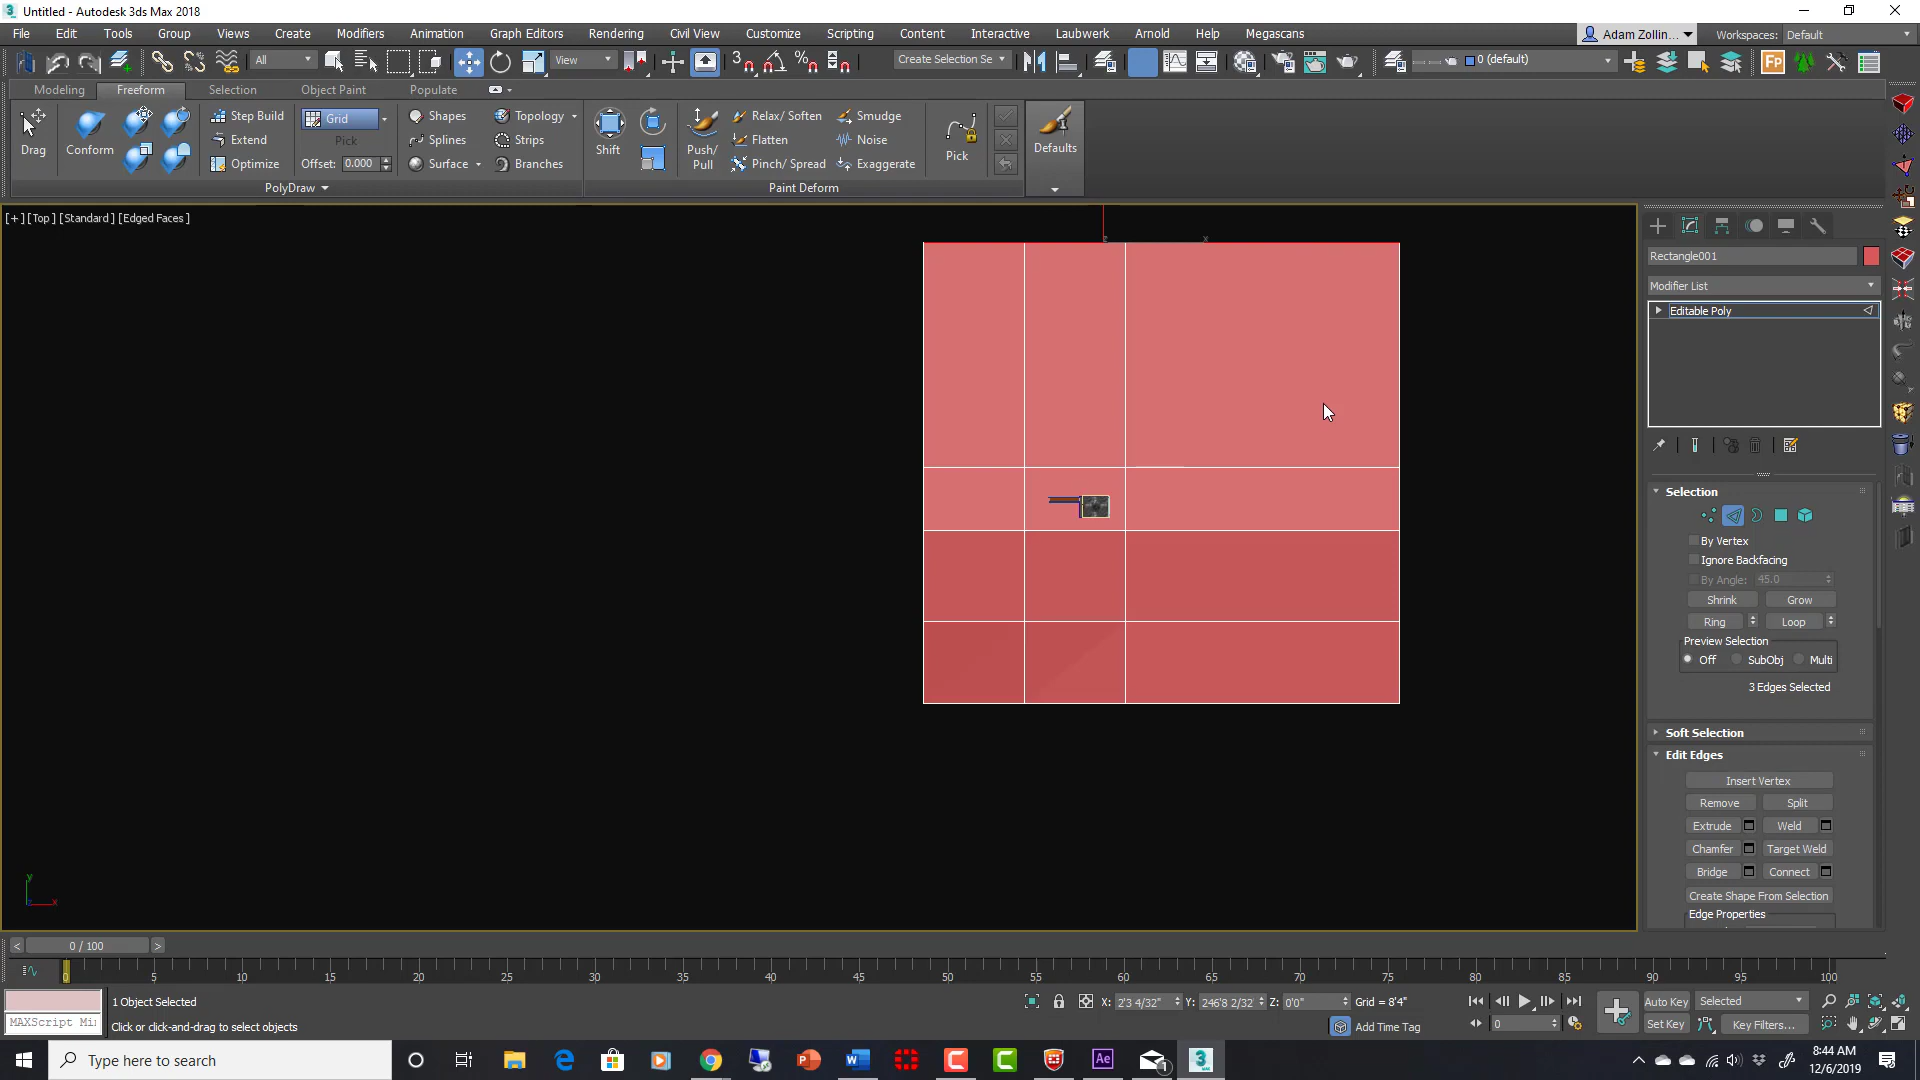 Untitled - Autodesk 3ds Max 2018
File Edit Tools Group Views Create Modifiers Animation Graph Editors Rendering Civil View Customize Scripting Content Interactive Laubwerk Arnold Help Megascans Adam Zollin... Workspaces: Default
All View Create Selection Se 0 (default)
Modeling Freeform Selection Object Paint Populate
Drag Conform Step Build Extend Optimize Grid Pick Offset: 0.000 Shapes Splines Surface Topology Strips Branches Shift Push/ Pull Relax/ Soften Flatten Pinch/ Spread Smudge Noise Exaggerate Pick Defaults
PolyDraw Paint Deform
[+] [Top] [Standard] [Edged Faces]
Rectangle001
Modifier List
Editable Poly
Selection
By Vertex
Ignore Backfacing
By Angle: 45.0
Shrink Grow
Ring Loop
Preview Selection
Off SubObj Multi
3 Edges Selected
Soft Selection
Edit Edges
Insert Vertex
Remove Split
Extrude Weld
Chamfer Target Weld
Bridge Connect
Create Shape From Selection
Edge Properties
< 0 / 100 >
0 5 10 15 20 25 30 35 40 45 50 55 60 65 70 75 80 85 90 95 100
1 Object Selected X: 2'3 4/32" Y: 246'8 2/32' Z: 0'0" Grid = 8'4" Auto Key Selected
MAXScript Mi Click or click-and-drag to select objects Add Time Tag 0 Set Key Key Filters...
Type here to search
8:44 AM
12/6/2019